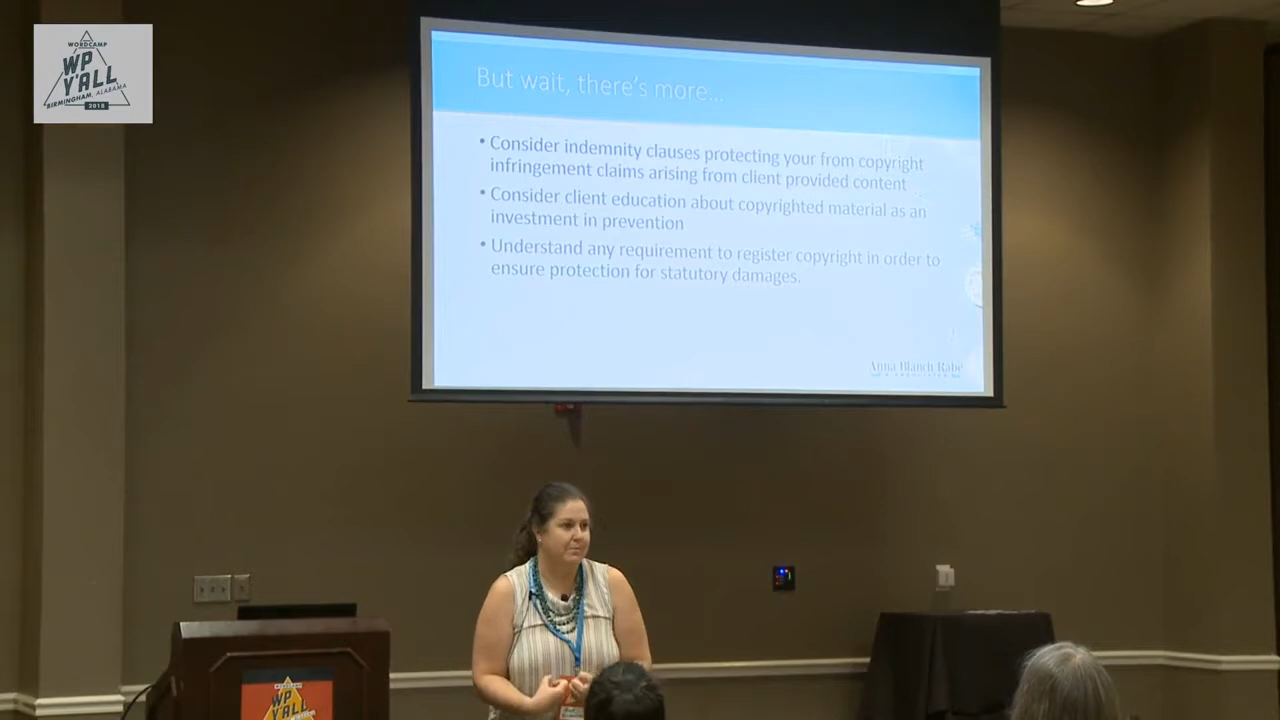 WORDCAMP
WP
Y'ALL
BIRMINGHAM, ALABAMA
2018
But wait, there's more...
• Consider indemnity clauses protecting your from copyright
infringement claims arising from client provided content
• Consider client education about copyrighted material as an
investment in prevention
• Understand any requirement to register copyright in order to
ensure protection for statutory damages.
Anna Blanch Rabe
& ASSOCIATES
WORDCAMP
WP
Y'ALL